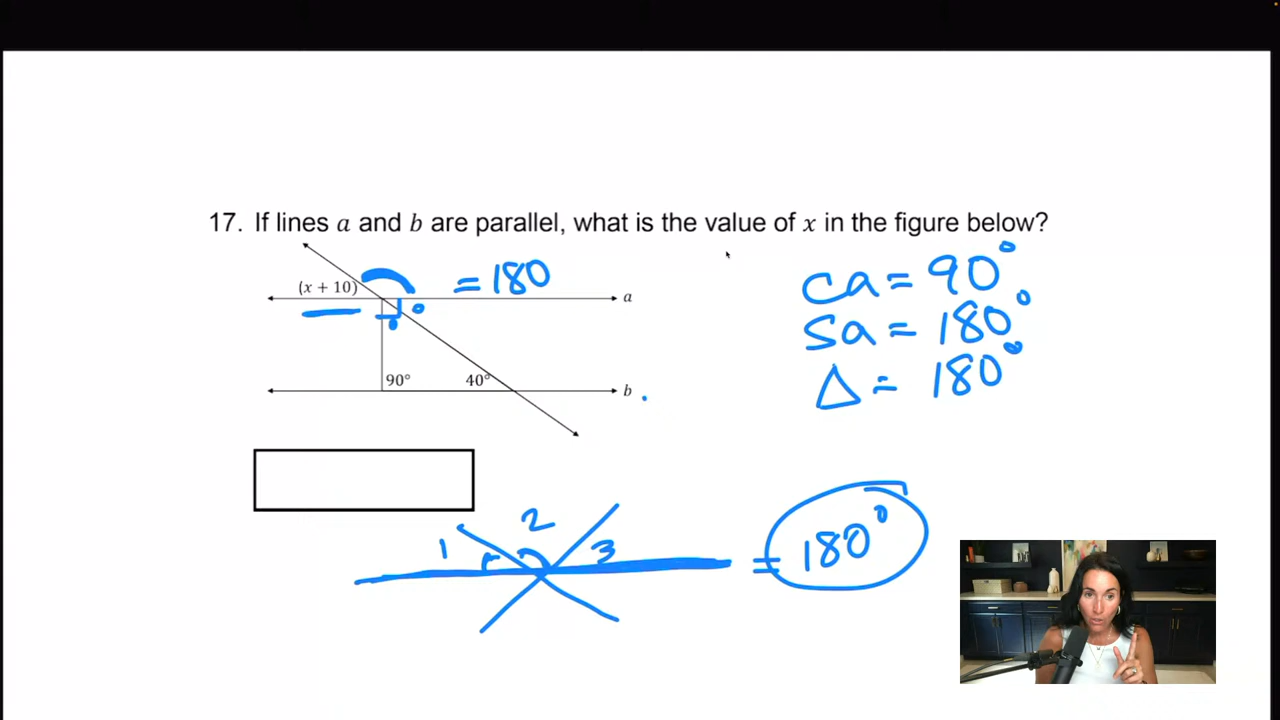 17. If lines a and b are parallel, what is the value of x in the figure below?
(x + 10)
= 180
a
90°
40°
b
ca = 90°
sa = 180°
Δ = 180°
1
2
3
= 180°